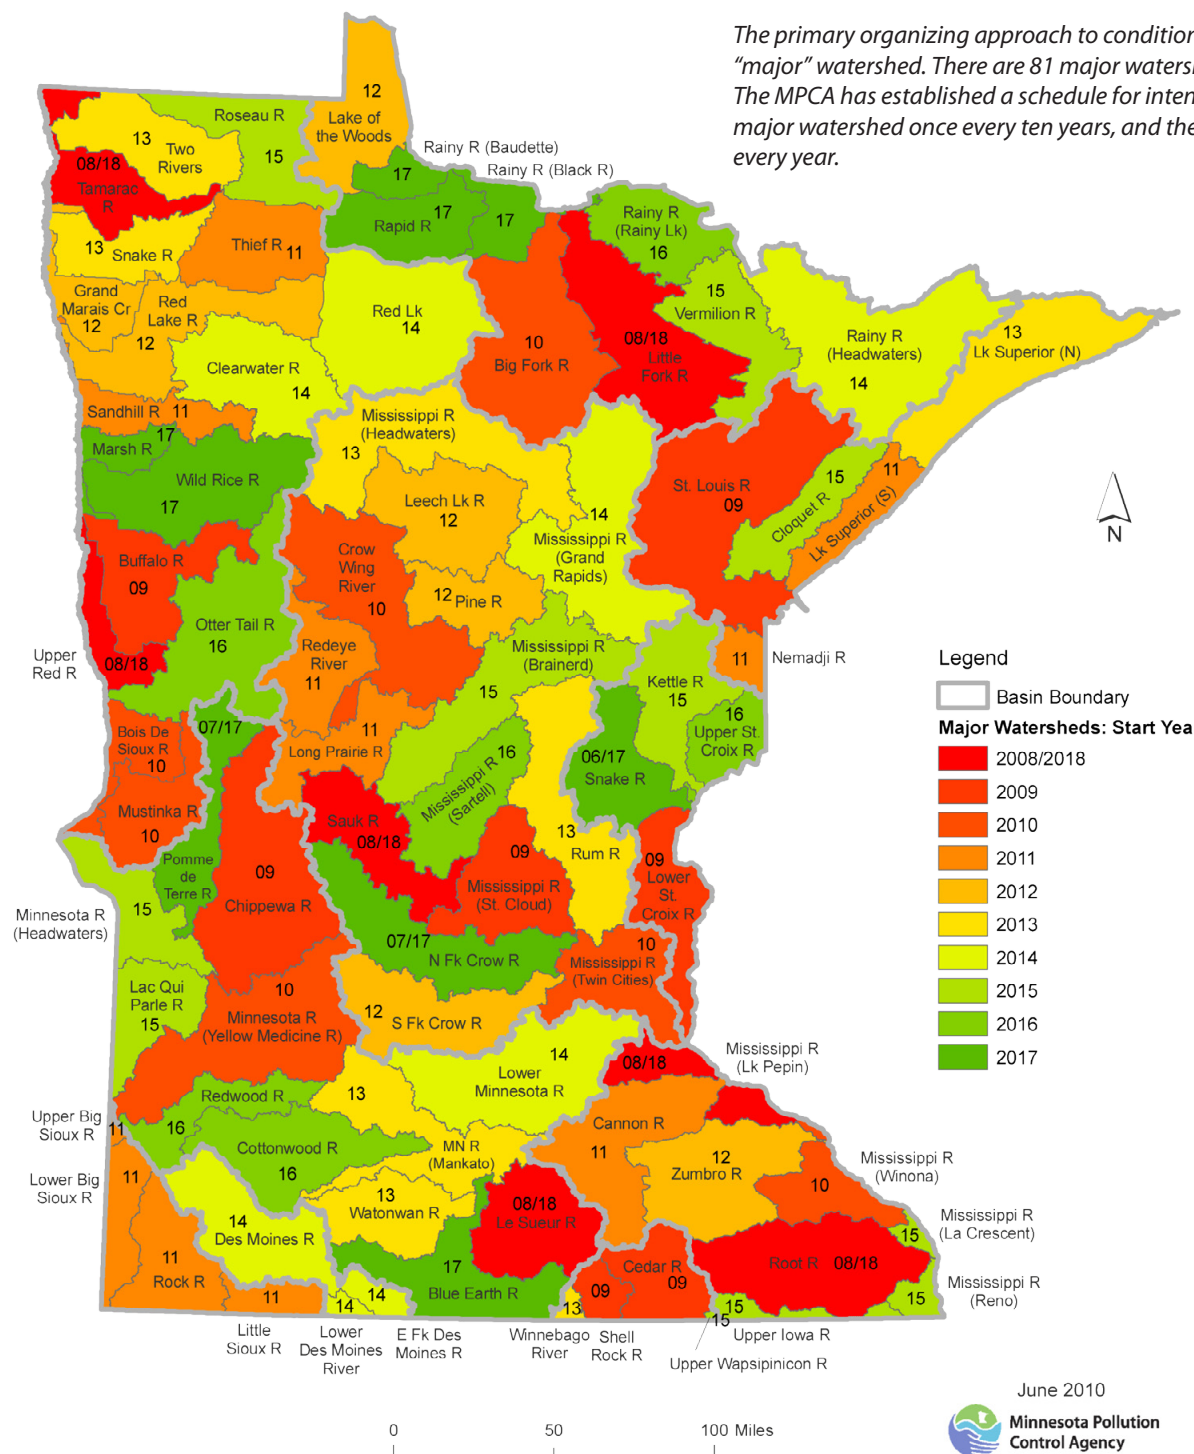 The primary organizing approach to condition
“major” watershed. There are 81 major watersh
The MPCA has established a schedule for inten
major watershed once every ten years, and the
every year.
12
Lake of
the Woods
Roseau R
15
13
Two
Rivers
08/18
Tamarac
R
Rainy R (Baudette)
17
Rainy R (Black R)
17
17
Rapid R
Rainy R
(Rainy Lk)
16
13
Snake R
Thief R
11
15
Vermilion R
Grand
Marais Cr
12
Red
Lake R
12
Red Lk
14
10
Big Fork R
08/18
Little
Fork R
Rainy R
(Headwaters)
14
13
Lk Superior (N)
Clearwater R
14
Sandhill R
11
Mississippi R
(Headwaters)
13
17
Marsh R
Wild Rice R
17
Leech Lk R
12
St. Louis R
09
15
Cloquet R
11
Lk Superior (S)
N
14
Mississippi R
(Grand
Rapids)
Buffalo R
09
Crow
Wing
River
10
12
Pine R
Otter Tail R
16
Upper
Red R
08/18
Redeye
River
11
Mississippi R
(Brainerd)
15
11
Nemadji R
Kettle R
15
16
Upper St.
Croix R
07/17
Bois De
Sioux R
10
11
Long Prairie R
16
Mississippi R
(Sartell)
06/17
Snake R
Legend
Basin Boundary
Major Watersheds: Start Yea
2008/2018
2009
2010
2011
2012
2013
2014
2015
2016
2017
Mustinka R
10
Sauk R
08/18
13
Rum R
09
Mississippi R
(St. Cloud)
09
Lower
St.
Croix R
Pomme
de
Terre R
09
Chippewa R
Minnesota R
(Headwaters)
15
07/17
N Fk Crow R
10
Mississippi R
(Twin Cities)
Lac Qui
Parle R
15
10
Minnesota R
(Yellow Medicine R)
12
S Fk Crow R
14
Lower
Minnesota R
08/18
Mississippi R
(Lk Pepin)
Redwood R
16
13
Cottonwood R
16
Upper Big
Sioux R
11
MN R
(Mankato)
Cannon R
11
12
Zumbro R
Mississippi R
(Winona)
10
Lower Big
Sioux R
11
13
Watonwan R
08/18
Le Sueur R
14
Des Moines R
Mississippi R
(La Crescent)
15
11
Rock R
17
Blue Earth R
Cedar R
09
09
Root R
08/18
Mississippi R
(Reno)
15
11
14
14
13
15
15
Little
Sioux R
Lower
Des Moines
River
E Fk Des
Moines R
Winnebago
River
Shell
Rock R
Upper Iowa R
Upper Wapsipinicon R
0
50
100 Miles
June 2010
Minnesota Pollution
Control Agency